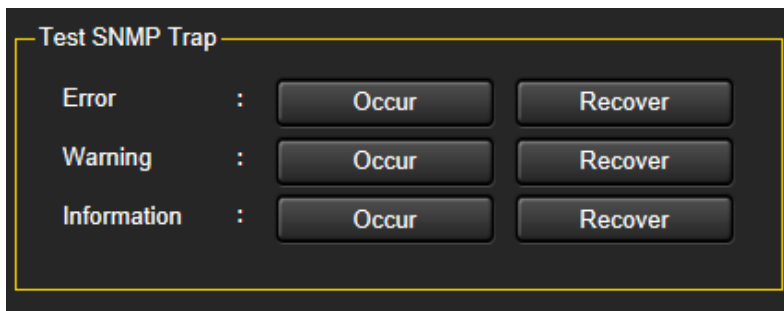 Test SNMP Trap
Error : Occur Recover
Warning : Occur Recover
Information : Occur Recover